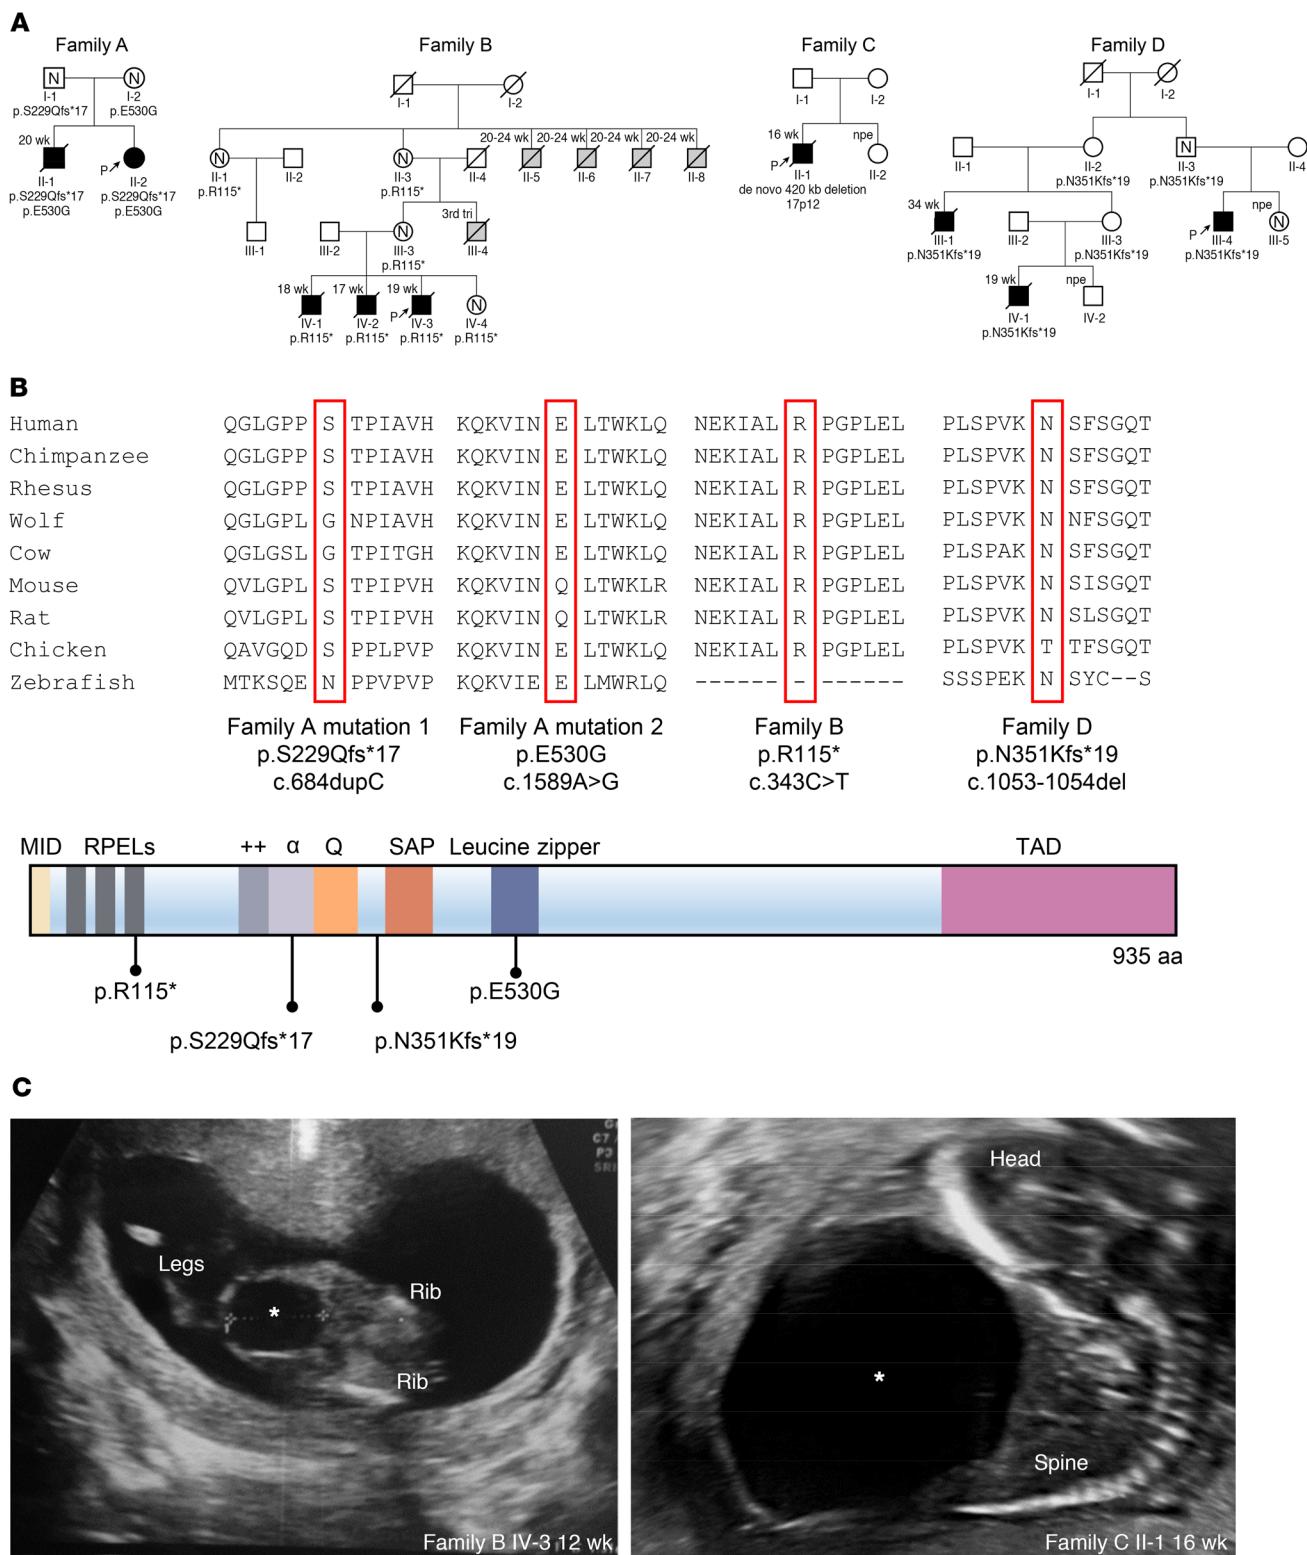 A
Family A
Family B
Family C
Family D
N
N
I-1
I-2
p.S229Qfs*17
p.E530G
20 wk
P
II-1
II-2
p.S229Qfs*17
p.S229Qfs*17
p.E530G
p.E530G
I-1
I-2
20-24 wk
20-24 wk
20-24 wk
20-24 wk
N
N
II-1
II-2
II-3
II-4
II-5
II-6
II-7
II-8
p.R115*
p.R115*
3rd tri
N
III-1
III-2
III-3
III-4
p.R115*
18 wk
17 wk
19 wk
P
N
IV-1
IV-2
IV-3
IV-4
p.R115*
p.R115*
p.R115*
p.R115*
I-1
I-2
16 wk
npe
P
II-1
II-2
de novo 420 kb deletion
17p12
I-1
I-2
N
II-1
II-2
II-3
II-4
p.N351Kfs*19
p.N351Kfs*19
34 wk
npe
P
N
III-1
III-2
III-3
III-4
III-5
p.N351Kfs*19
p.N351Kfs*19
p.N351Kfs*19
19 wk
npe
IV-1
IV-2
p.N351Kfs*19
B
Human QGLGPP S TPIAVH KQKVIN E LTWKLQ NEKIAL R PGPLEL PLSPVK N SFSGQT
Chimpanzee QGLGPP S TPIAVH KQKVIN E LTWKLQ NEKIAL R PGPLEL PLSPVK N SFSGQT
Rhesus QGLGPP S TPIAVH KQKVIN E LTWKLQ NEKIAL R PGPLEL PLSPVK N SFSGQT
Wolf QGLGPL G NPIAVH KQKVIN E LTWKLQ NEKIAL R PGPLEL PLSPVK N NFSGQT
Cow QGLGSL G TPITGH KQKVIN E LTWKLQ NEKIAL R PGPLEL PLSPAK N SFSGQT
Mouse QVLGPL S TPIPVH KQKVIN Q LTWKLR NEKIAL R PGPLEL PLSPVK N SISGQT
Rat QVLGPL S TPIPVH KQKVIN Q LTWKLR NEKIAL R PGPLEL PLSPVK N SLSGQT
Chicken QAVGQD S PPLPVP KQKVIN E LTWKLQ NEKIAL R PGPLEL PLSPVK T TFSGQT
Zebrafish MTKSQE N PPVPVP KQKVIE E LMWRLQ ------ - ------ SSSPEK N SYC--S
Family A mutation 1
Family A mutation 2
Family B
Family D
p.S229Qfs*17
p.E530G
p.R115*
p.N351Kfs*19
c.684dupC
c.1589A>G
c.343C>T
c.1053-1054del
MID RPELs ++ α Q SAP Leucine zipper TAD
935 aa
p.R115*
p.E530G
p.S229Qfs*17
p.N351Kfs*19
C
Legs
*
Rib
Rib
Family B IV-3 12 wk
Head
*
Spine
Family C II-1 16 wk